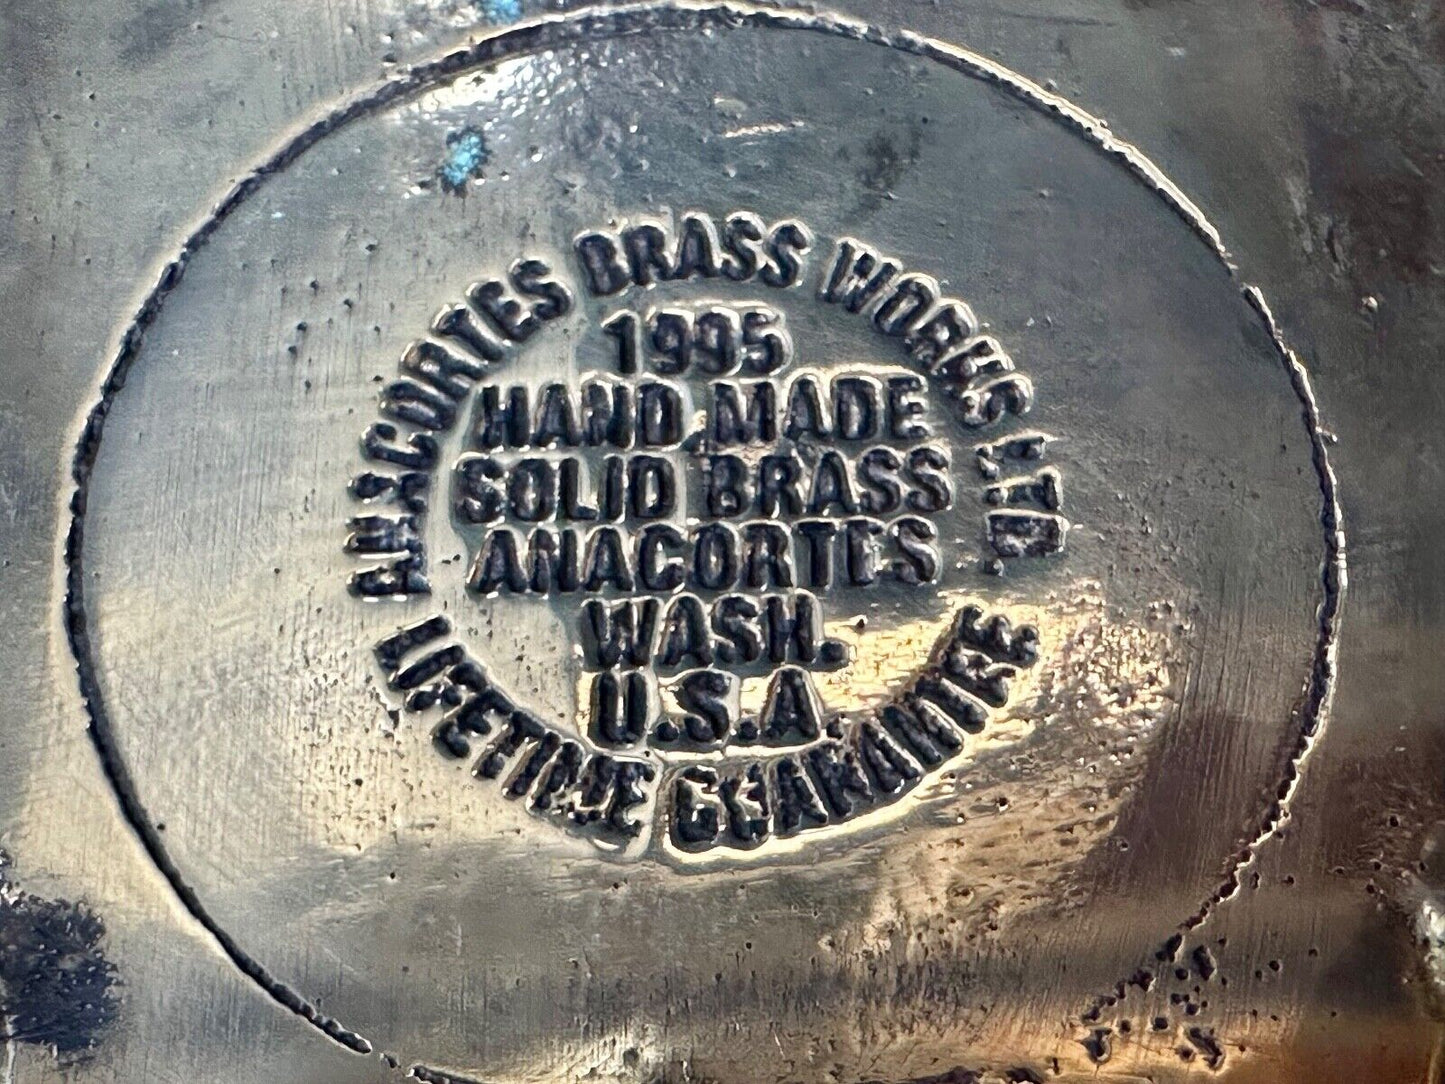 ANACORTES BRASS WORKS LTD.
1995
HAND MADE
SOLID BRASS
ANACORTES
WASH.
U.S.A.
LIFETIME GUARANTEE